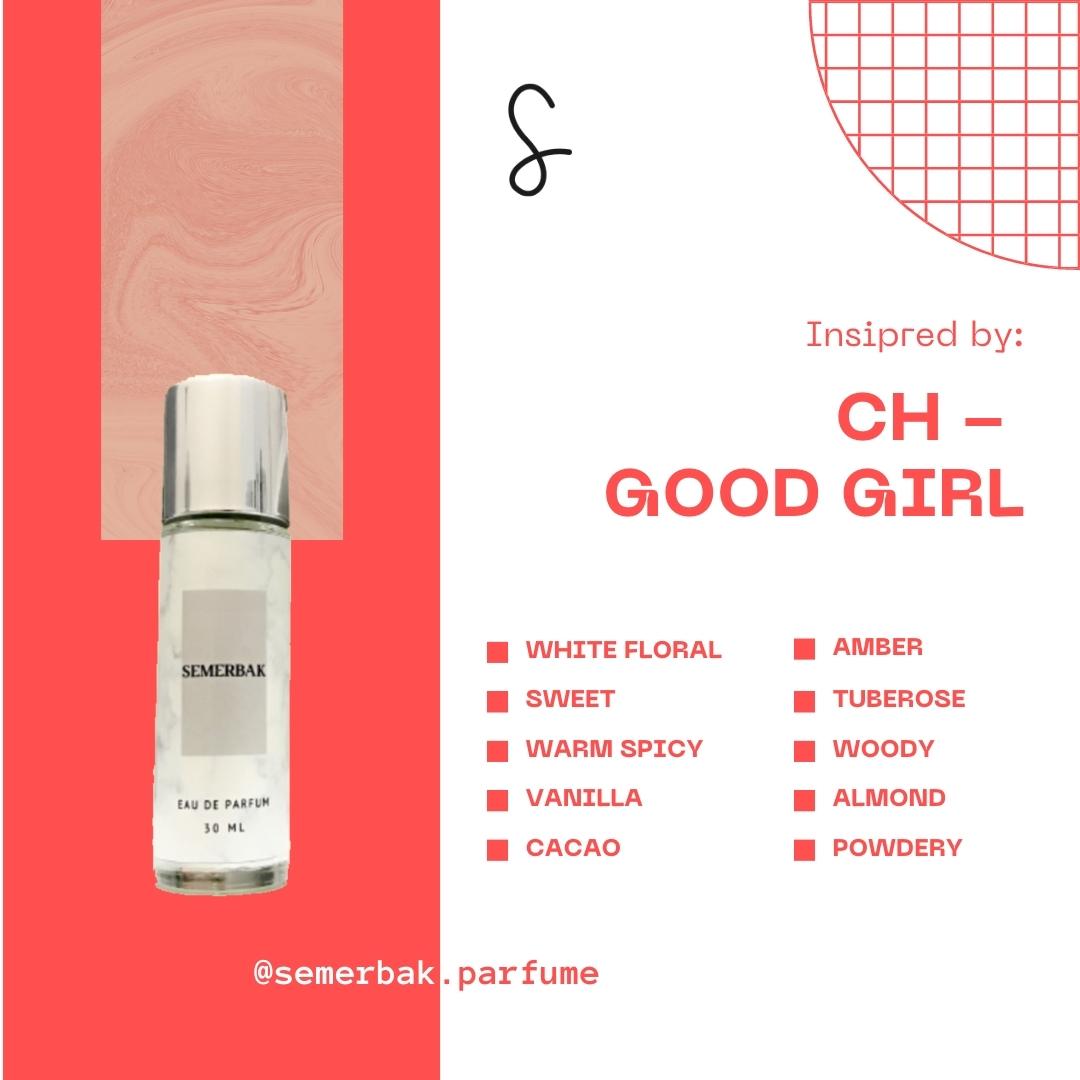 S
Insipred by:
CH –
GOOD GIRL
WHITE FLORAL
SWEET
WARM SPICY
VANILLA
CACAO
AMBER
TUBEROSE
WOODY
ALMOND
POWDERY
SEMERBAK
EAU DE PARFUM
30 ML
@semerbak.parfume